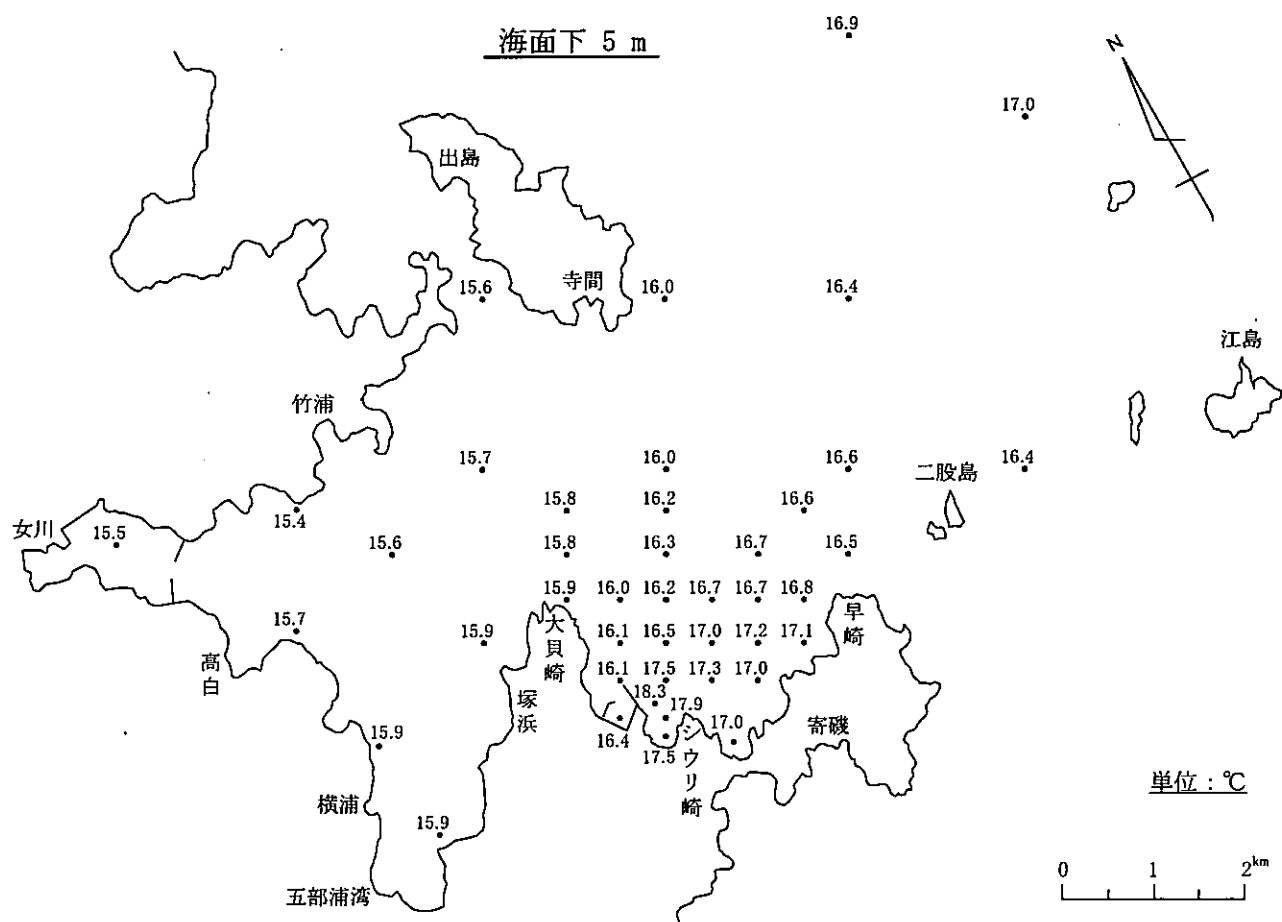 海面下 5 m
16.9
N
17.0
出島
寺間
15.6
16.0
16.4
江島
竹浦
15.7
16.0
16.6
二股島
16.4
15.8
16.2
16.6
女川
15.5
15.4
15.6
15.8
16.3
16.7
16.5
15.9
16.0
16.2
16.7
16.7
16.8
15.7
15.9
大貝崎
16.1
16.5
17.0
17.2
17.1
早崎
高白
16.1
17.5
17.3
17.0
塚浜
18.3
17.9
16.4
17.5
シウリ崎
17.0
寄磯
15.9
横浦
15.9
五部浦湾
単位：℃
0 1 2km